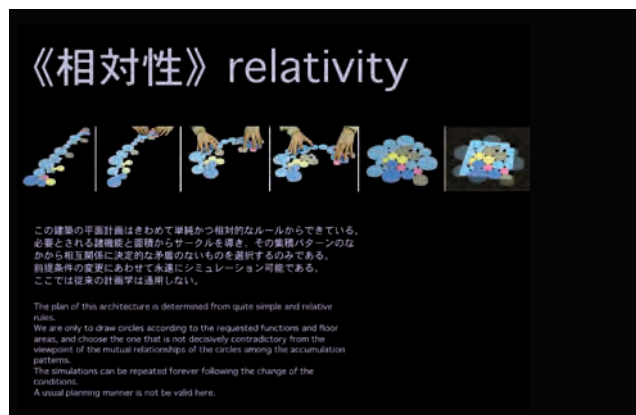 《相対性》 relativity
この建築の平面計画はきわめて単純かつ相対的なルールからできている。
必要とされる諸機能と面積からサークルを導き、その集積パターンのな
かから相互関係に決定的な矛盾のないものを選択するのみである。
前提条件の変更にあわせて永遠にシミュレーション可能である。
ここでは従来の計画学は通用しない。
The plan of this architecture is determined from quite simple and relative
rules.
We are only to draw circles according to the requested functions and floor
areas, and choose the one that is not decisively contradictory from the
viewpoint of the mutual relationships of the circles among the accumulation
patterns.
The simulations can be repeated forever following the change of the
conditions.
A usual planning manner is not be valid here.